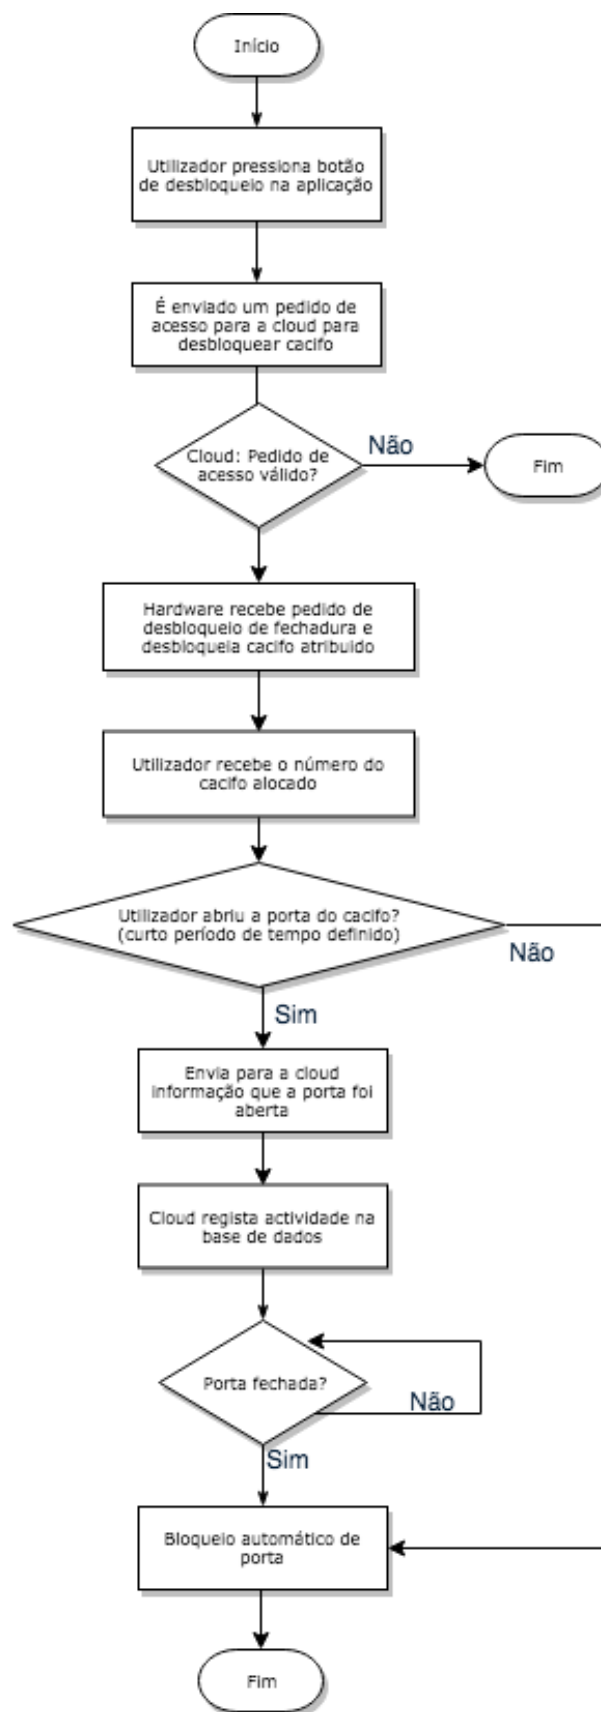 Início
Utilizador pressiona botão
de desbloqueio na aplicação
É enviado um pedido de
acesso para a cloud para
desbloquear cacifo
Cloud: Pedido de
acesso válido?
Não
Fim
Hardware recebe pedido de
desbloqueio de fechadura e
desbloqueia cacifo atribuido
Utilizador recebe o número do
cacifo alocado
Utilizador abriu a porta do cacifo?
(curto período de tempo definido)
Não
Sim
Envia para a cloud
informação que a porta foi
aberta
Cloud regista actividade na
base de dados
Porta fechada?
Não
Sim
Bloqueio automático de
porta
Fim